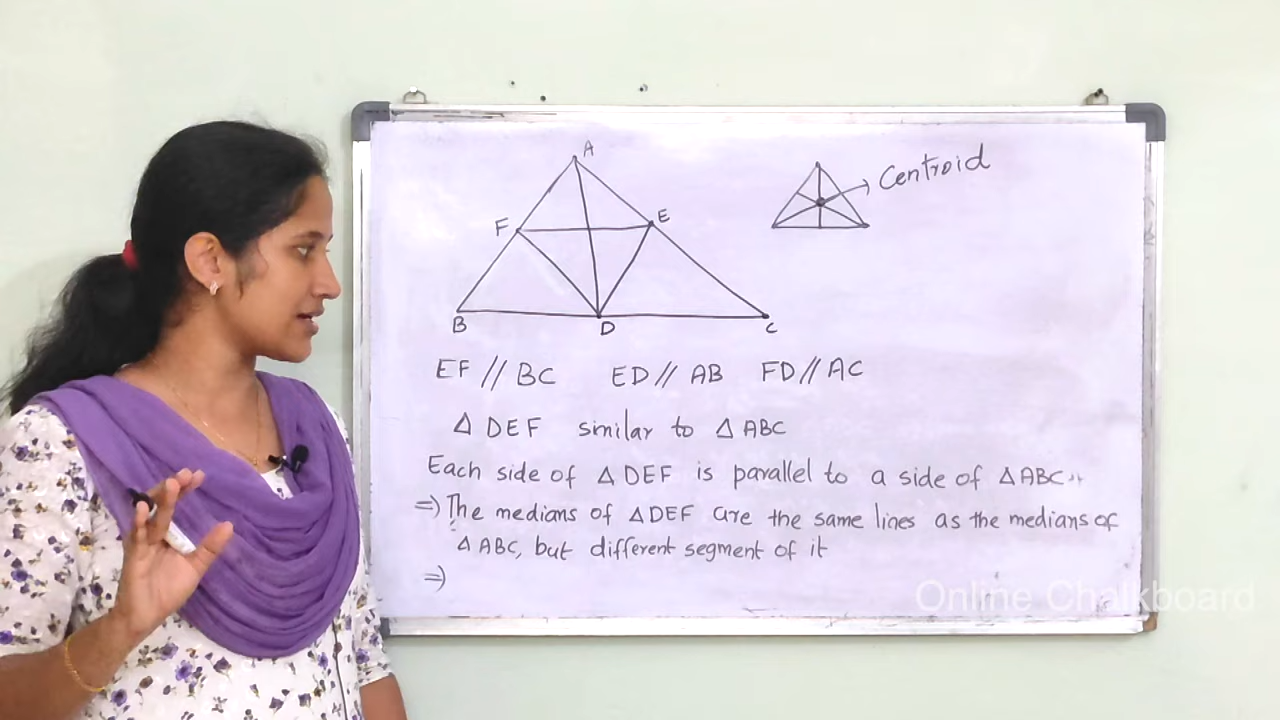 A
Centroid
F
E
B
D
C
EF // BC ED // AB FD // AC
△ DEF similar to △ ABC
Each side of △ DEF is parallel to a side of △ ABC
⇒) The medians of △ DEF are the same lines as the medians of
△ ABC, but different segment of it
⇒)
Online Chalkboard